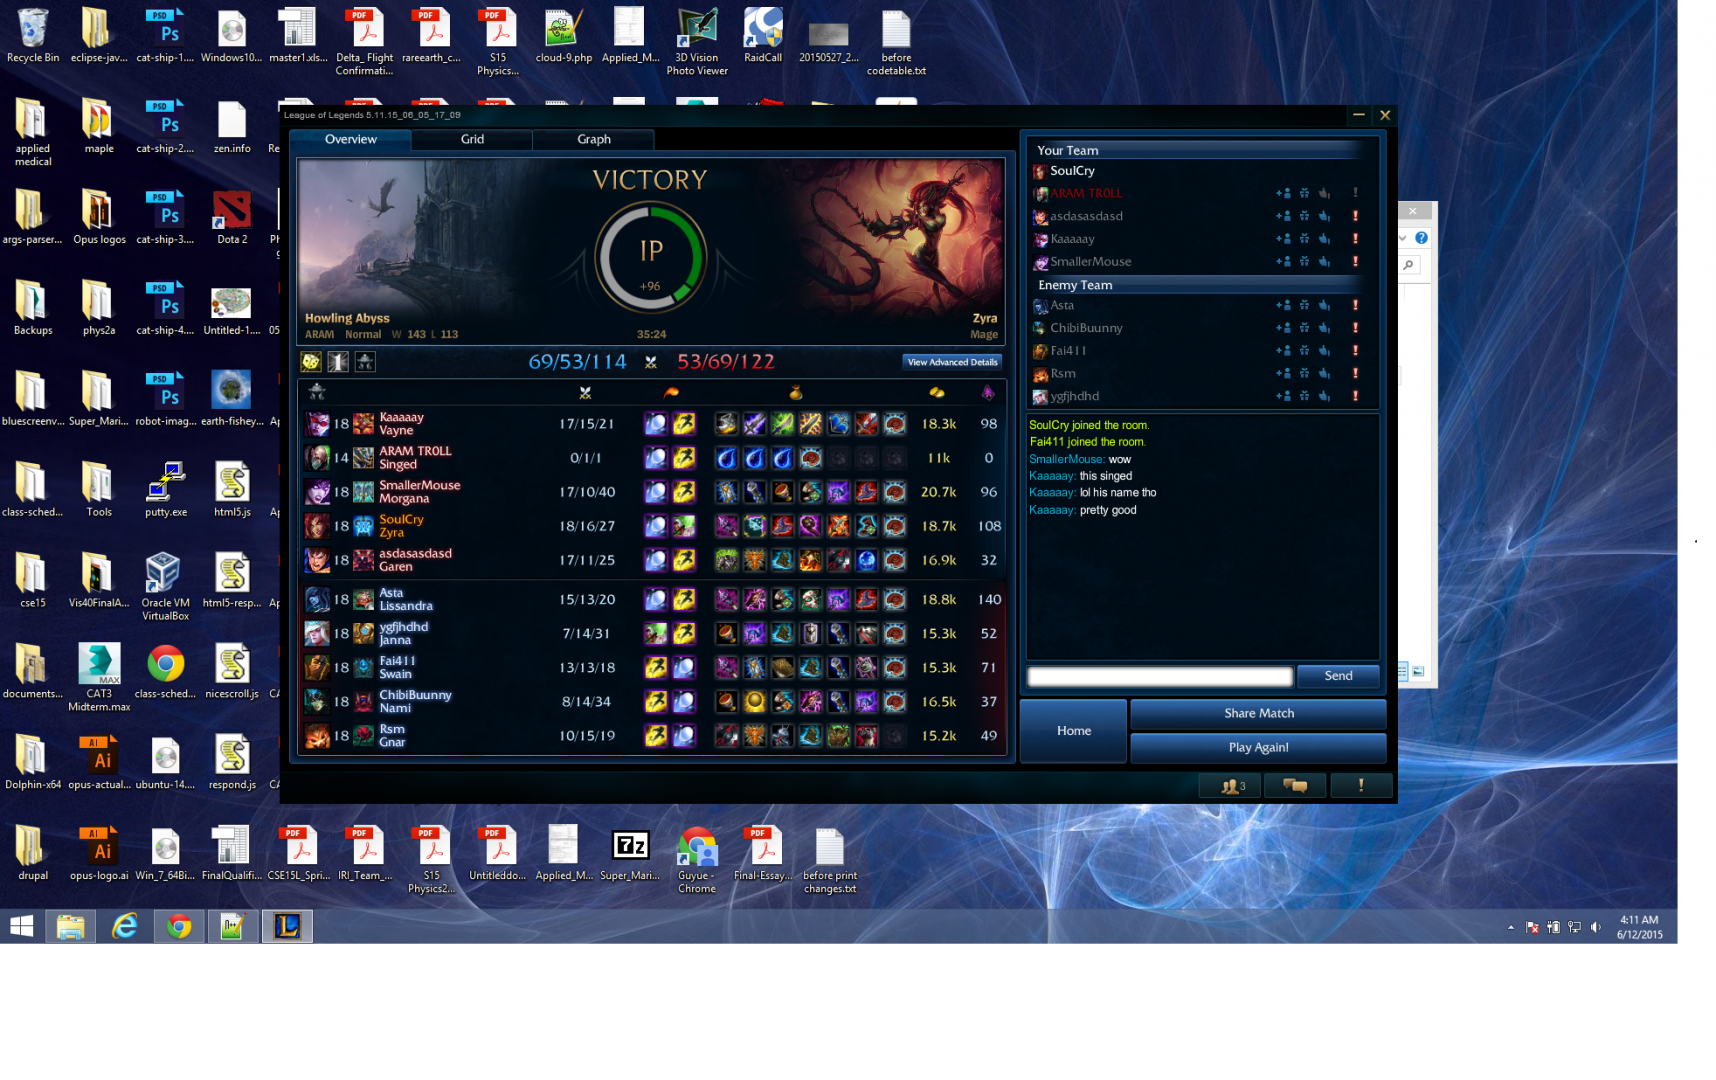 Recycle Bin
eclipse-jav...
cat-ship-1....
Windows10...
master1.xls...
Delta_ Flight
Confirmati...
rareearth_c...
S15
Physics...
cloud-9.php
Applied_M...
3D Vision
Photo Viewer
RaidCall
20150527_2...
before
codetable.txt
applied
medical
maple
cat-ship-2....
zen.info
Re
args-parser...
Opus logos
cat-ship-3....
Dota 2
Backups
phys2a
cat-ship-4....
Untitled-1....
05
bluescreenv...
Super_Mari...
robot-imag...
earth-fishey...
class-sched...
Tools
putty.exe
html5.js
cse15
Vis40FinalA...
Oracle VM
VirtualBox
html5-resp...
documents...
CAT3
Midterm.max
class-sched...
nicescroll.js
Dolphin-x64
opus-actual...
ubuntu-14....
respond.js
drupal
opus-logo.ai
Win_7_64Bi...
FinalQualifi...
CSE15L_Spri...
IRI_Team_...
S15
Physics2...
Untitleddo...
Applied_M...
Super_Mari...
Guyue -
Chrome
Final-Essay...
before print
changes.txt
League of Legends 5.11.15_06_05_17_09
Overview
Grid
Graph
VICTORY
IP
+96
Howling Abyss
ARAM Normal W 143 L 113
35:24
Zyra
Mage
69/53/114
53/69/122
View Advanced Details
18 Kaaaaay
Vayne
17/15/21 18.3k 98
14 ARAM TR0LL
Singed
0/1/1 11k 0
18 SmallerMouse
Morgana
17/10/40 20.7k 96
18 SoulCry
Zyra
18/16/27 18.7k 108
18 asdasasdasd
Garen
17/11/25 16.9k 32
18 Asta
Lissandra
15/13/20 18.8k 140
18 ygfjhdhd
Janna
7/14/31 15.3k 52
18 Fai411
Swain
13/13/18 15.3k 71
18 ChibiBuunny
Nami
8/14/34 16.5k 37
18 Rsm
Gnar
10/15/19 15.2k 49
Your Team
SoulCry
ARAM TR0LL
asdasasdasd
Kaaaaay
SmallerMouse
Enemy Team
Asta
ChibiBuunny
Fai411
Rsm
ygfjhdhd
SoulCry joined the room.
Fai411 joined the room.
SmallerMouse: wow
Kaaaaay: this singed
Kaaaaay: lol his name tho
Kaaaaay: pretty good
Send
Home
Share Match
Play Again!
3
4:11 AM
6/12/2015